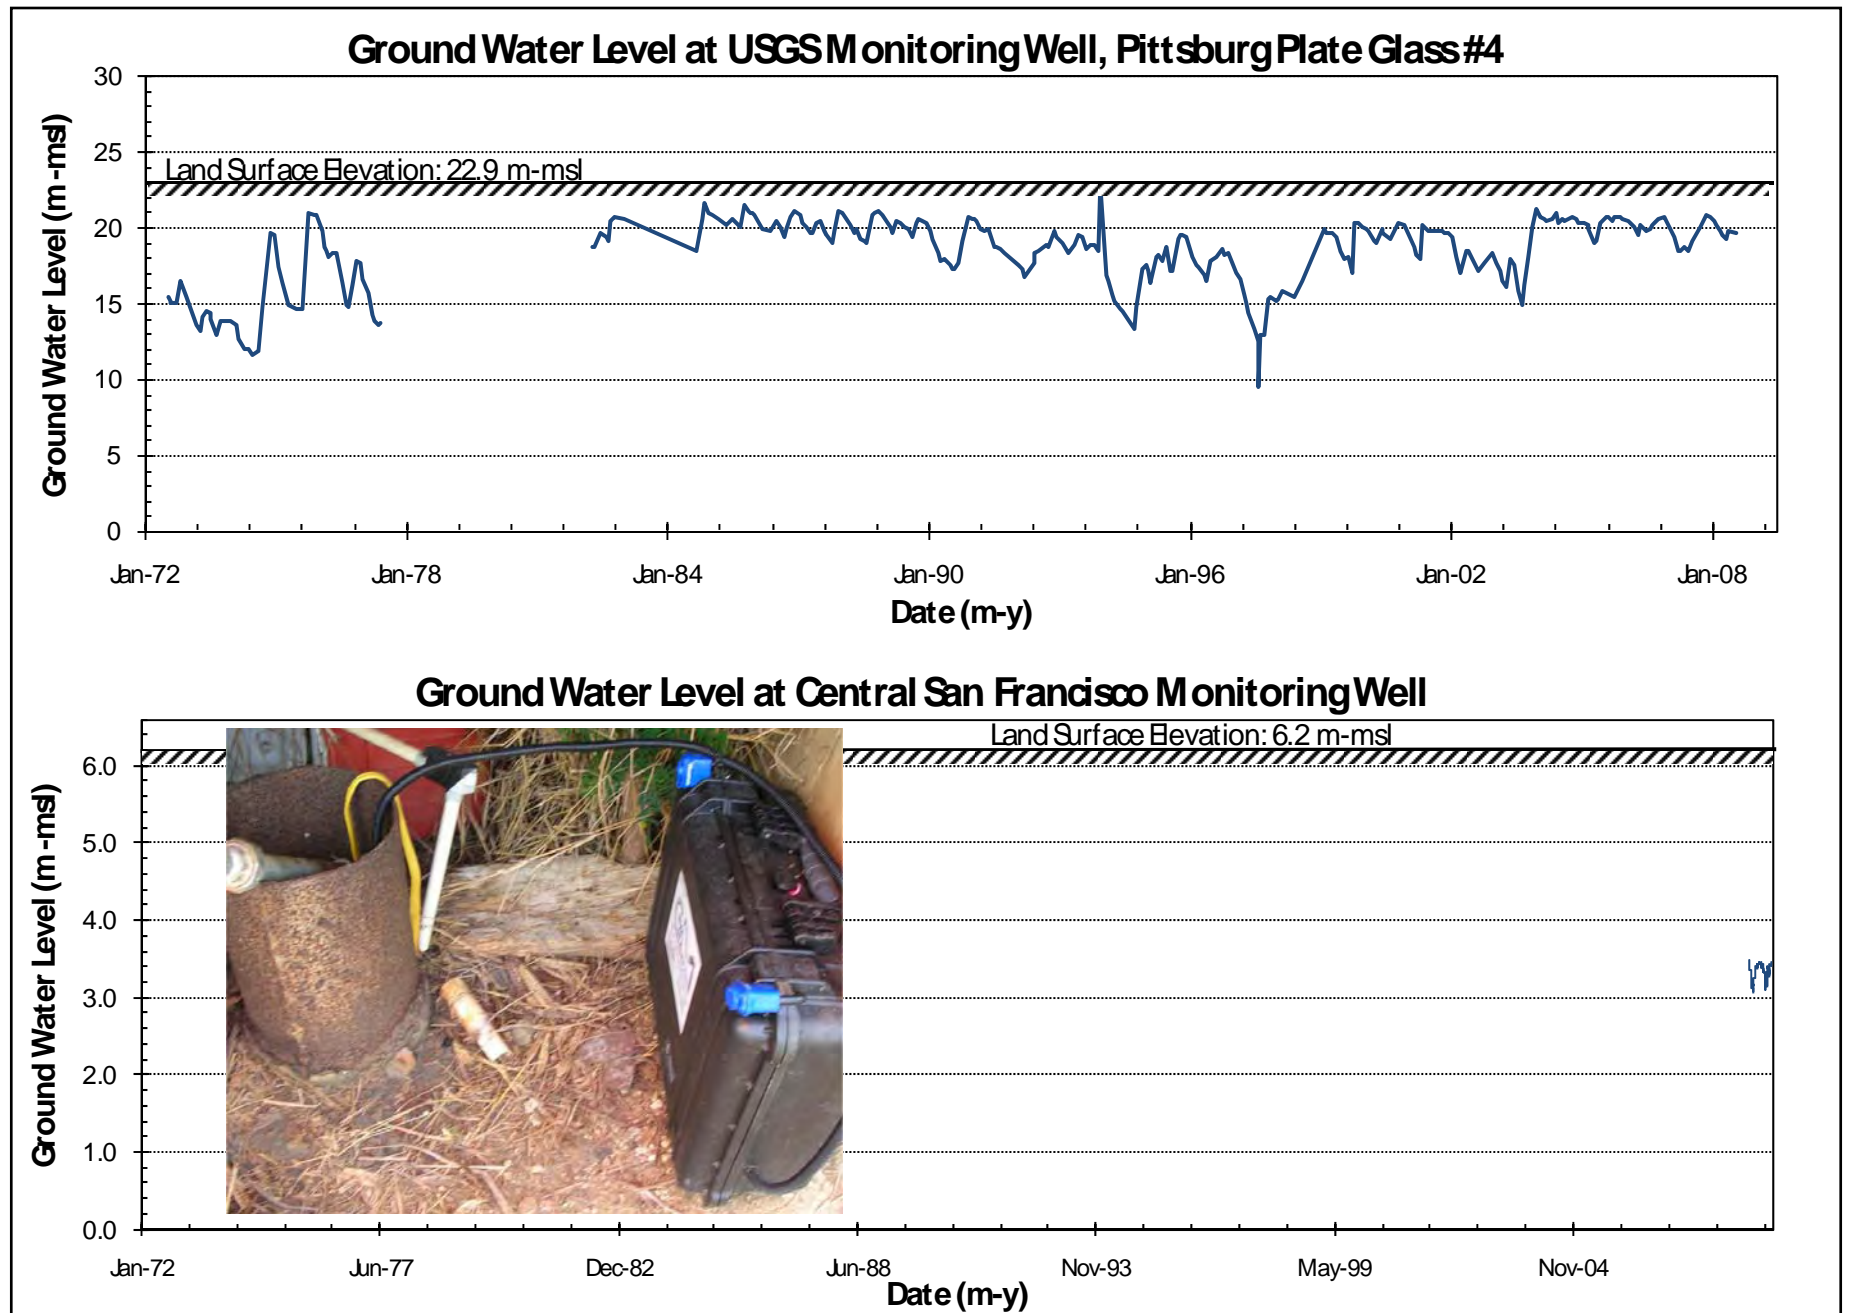 Ground Water Level at USGS Monitoring Well, Pittsburg Plate Glass #4
Ground Water Level (m-msl)
30
25
20
15
10
5
0
Land Surface Elevation: 22.9 m-msl
Jan-72 Jan-78 Jan-84 Jan-90 Jan-96 Jan-02 Jan-08
Date (m-y)
Ground Water Level at Central San Francisco Monitoring Well
Ground Water Level (m-msl)
Land Surface Elevation: 6.2 m-msl
6.0
5.0
4.0
3.0
2.0
1.0
0.0
Jan-72 Jun-77 Dec-82 Jun-88 Nov-93 May-99 Nov-04
Date (m-y)